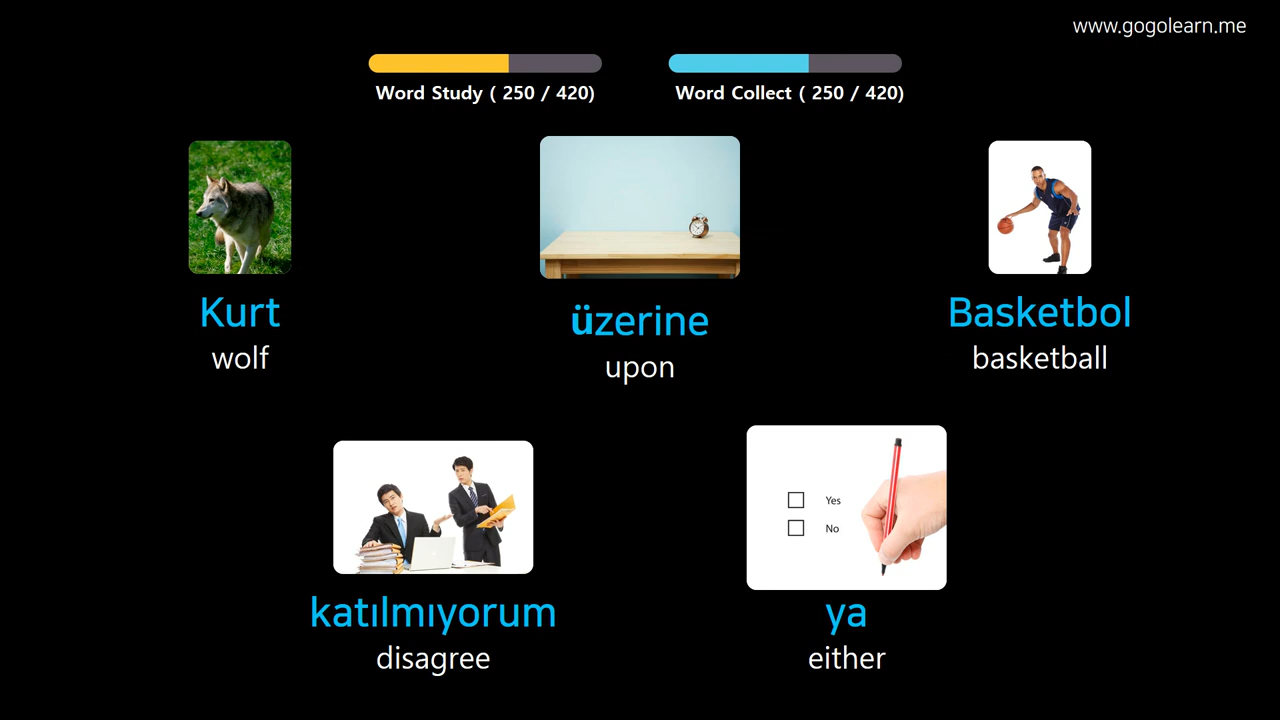 www.gogolearn.me
Word Study ( 250 / 420)
Word Collect ( 250 / 420)
Kurt
wolf
üzerine
upon
Basketbol
basketball
Yes
No
katılmıyorum
disagree
ya
either